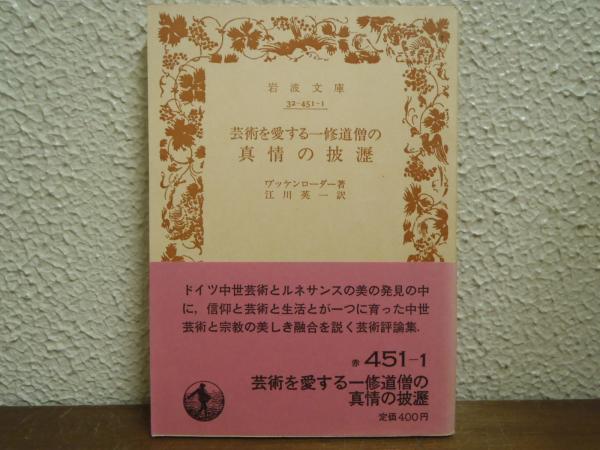 岩波文庫
32-451-1
芸術を愛する一修道僧の
真情の披瀝
ヴァッケンローダー著
江川英一訳
ドイツ中世芸術とルネサンスの美の発見の中
に，信仰と芸術と生活とが一つに育った中世
芸術と宗教の美しき融合を説く芸術評論集．
赤 451-1
芸術を愛する一修道僧の
真情の披瀝
定価400円